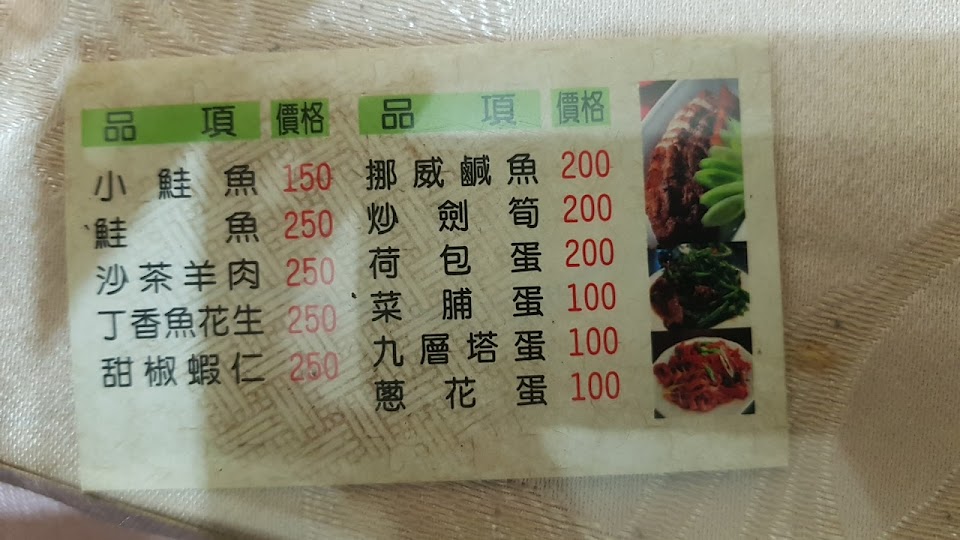 品 項 價格
小鮭魚 150
鮭魚 250
沙茶羊肉 250
丁香魚花生 250
甜椒蝦仁 250
品 項 價格
挪威鹹魚 200
炒劍筍 200
荷包蛋 200
菜脯蛋 100
九層塔蛋 100
蔥花蛋 100